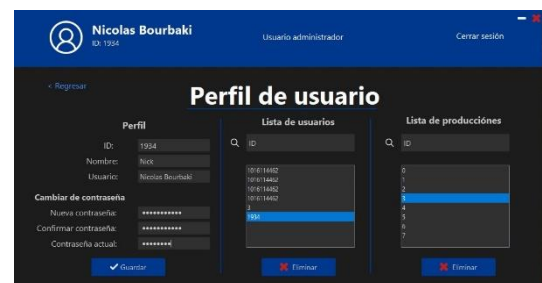 Nicolas Bourbaki
ID: 1934
Usuario administrador
Cerrar sesión
< Regresar
Perfil de usuario
Perfil
ID: 1934
Nombre: Nick
Usuario: Nicolas Bourbaki
Cambiar de contraseña
Nueva contraseña: •••••••••••
Confirmar contraseña: •••••••••••
Contraseña actual: ••••••••
Guardar
Lista de usuarios
ID
1016114462
1016114462
1016114462
1016114462
3
1934
Eliminar
Lista de producciónes
ID
0
1
2
3
4
5
6
7
Eliminar